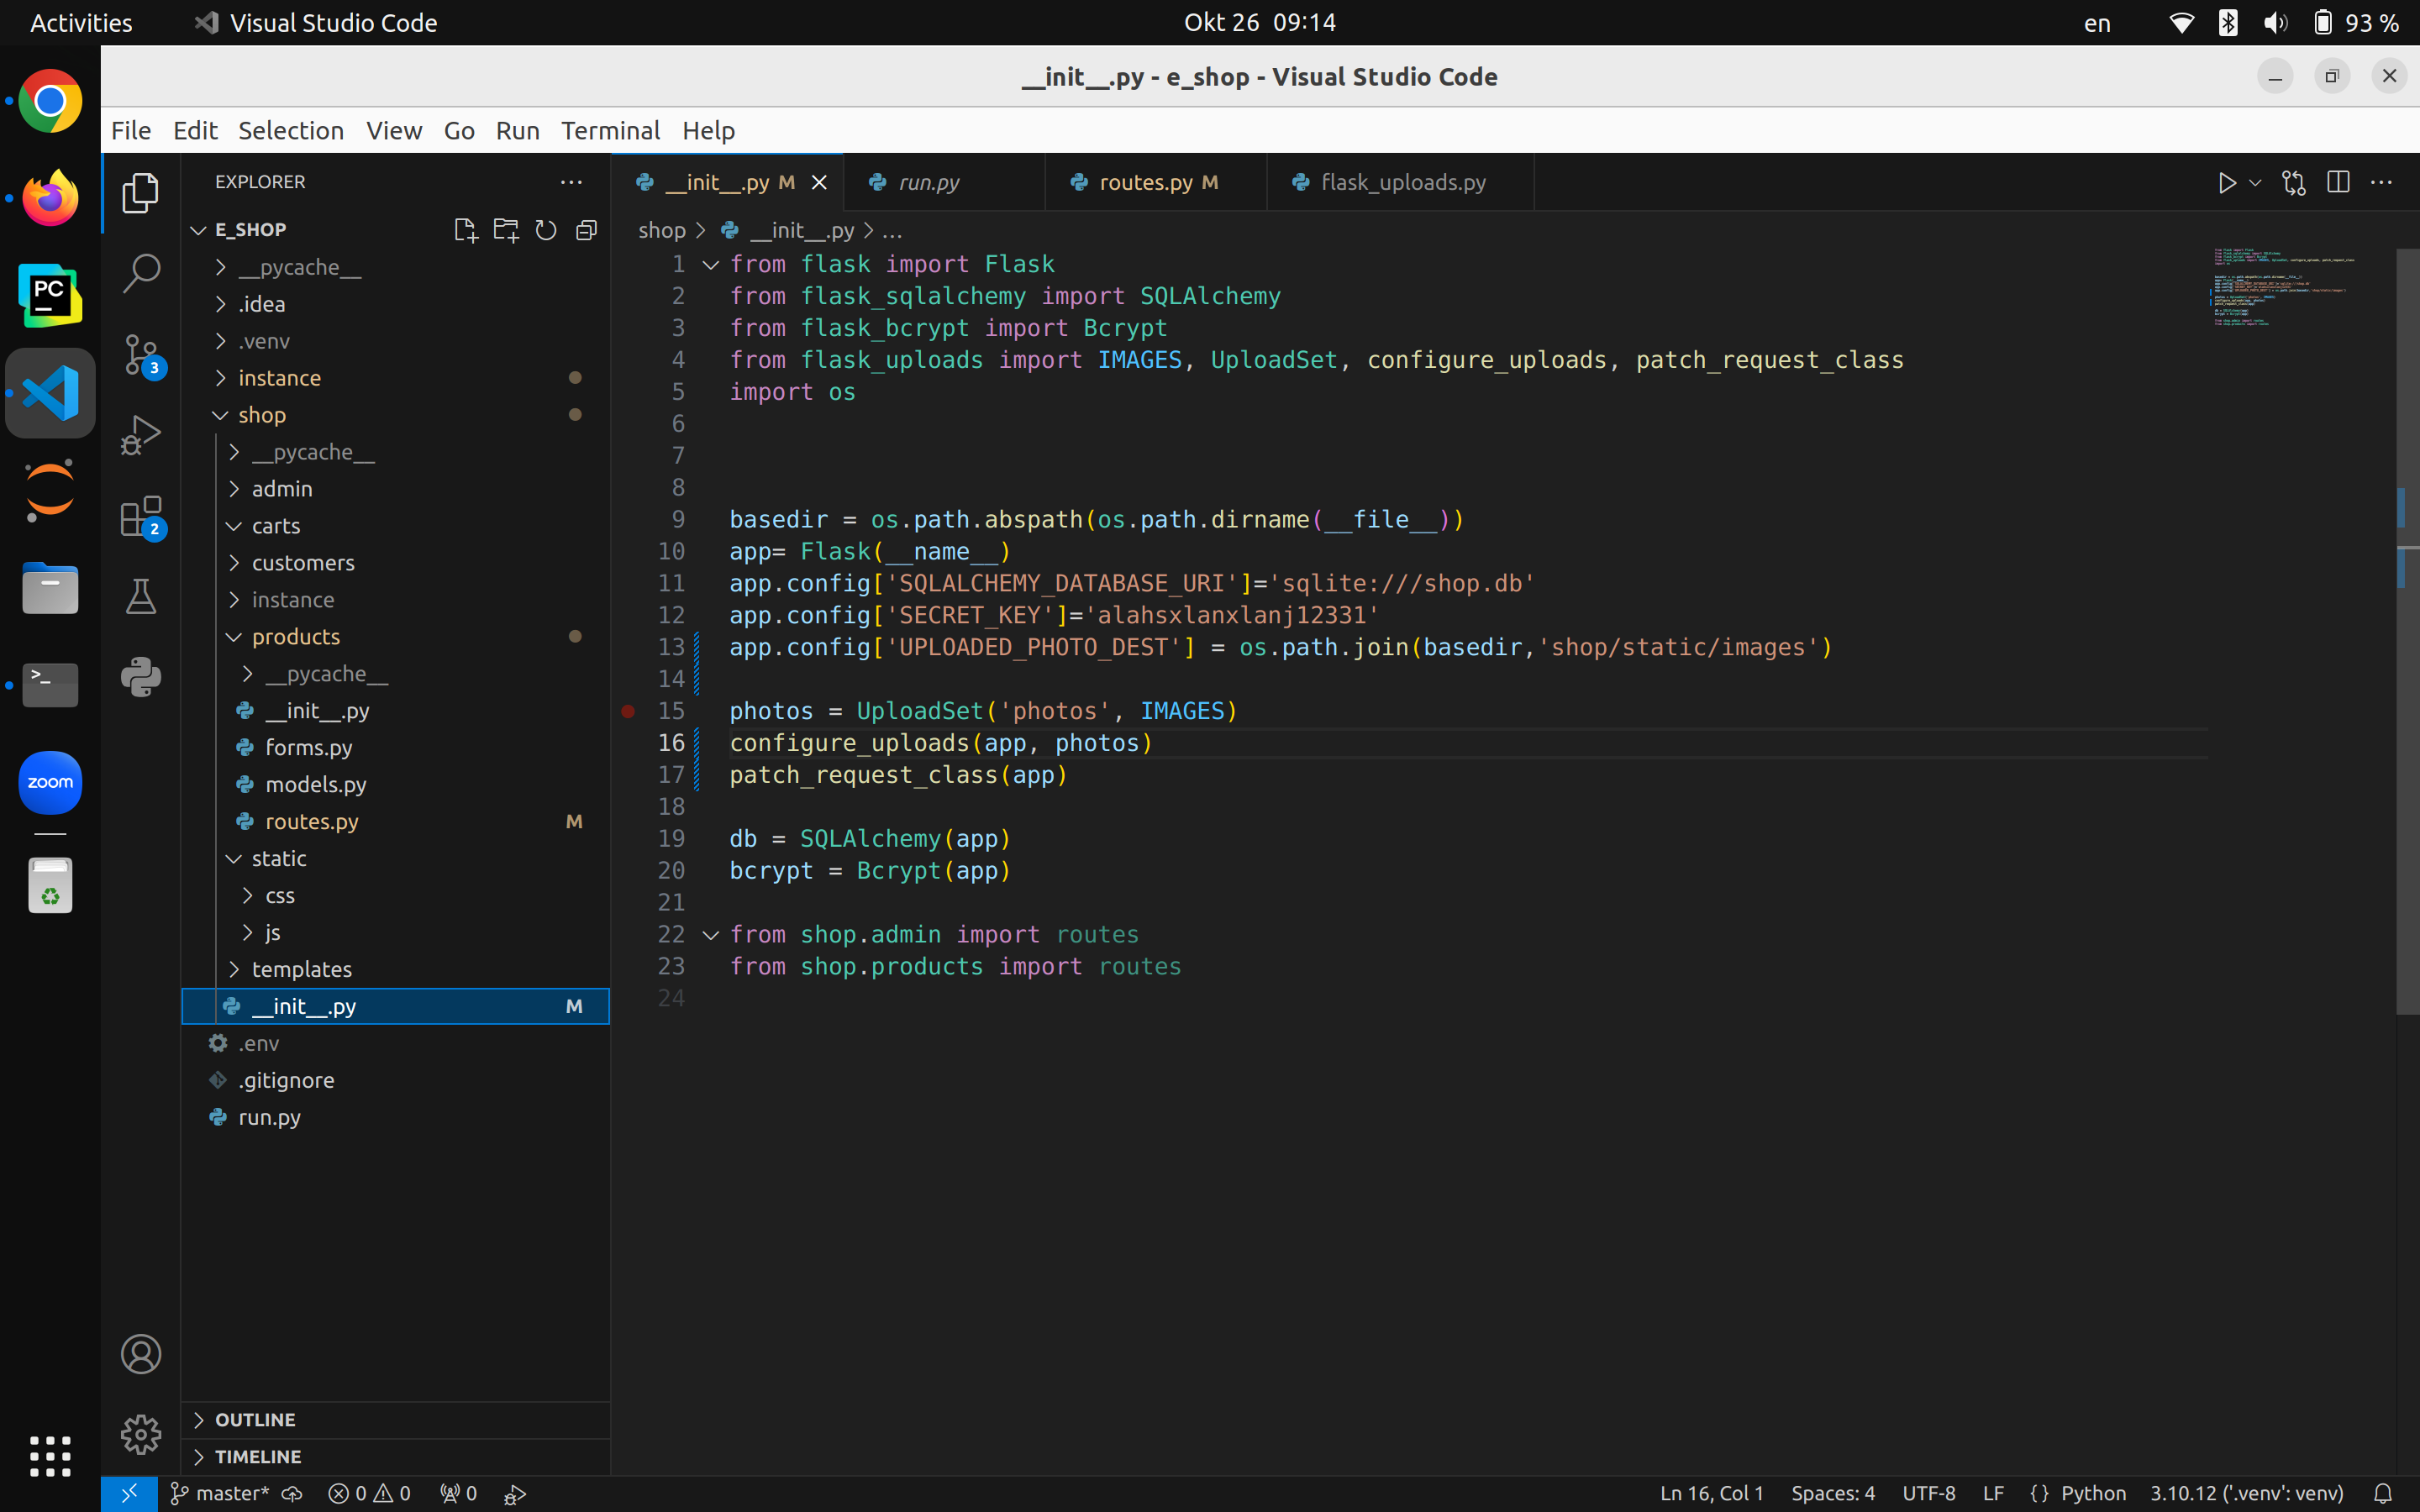 Activities Visual Studio Code Okt 26 09:14 en 93 %
__init__.py - e_shop - Visual Studio Code
File Edit Selection View Go Run Terminal Help
EXPLORER
E_SHOP
__pycache__
.idea
.venv
instance
shop
__pycache__
admin
carts
customers
instance
products
__pycache__
__init__.py
forms.py
models.py
routes.py M
static
css
js
templates
__init__.py M
.env
.gitignore
run.py
OUTLINE
TIMELINE
3
2
PC
zoom
__init__.py M run.py routes.py M flask_uploads.py
shop > __init__.py > ...
1 from flask import Flask
2 from flask_sqlalchemy import SQLAlchemy
3 from flask_bcrypt import Bcrypt
4 from flask_uploads import IMAGES, UploadSet, configure_uploads, patch_request_class
5 import os
6
7
8
9 basedir = os.path.abspath(os.path.dirname(__file__))
10 app= Flask(__name__)
11 app.config['SQLALCHEMY_DATABASE_URI']='sqlite:///shop.db'
12 app.config['SECRET_KEY']='alahsxlanxlanj12331'
13 app.config['UPLOADED_PHOTO_DEST'] = os.path.join(basedir,'shop/static/images')
14
15 photos = UploadSet('photos', IMAGES)
16 configure_uploads(app, photos)
17 patch_request_class(app)
18
19 db = SQLAlchemy(app)
20 bcrypt = Bcrypt(app)
21
22 from shop.admin import routes
23 from shop.products import routes
24
master* 0 0 0 Ln 16, Col 1 Spaces: 4 UTF-8 LF {} Python 3.10.12 ('.venv': venv)